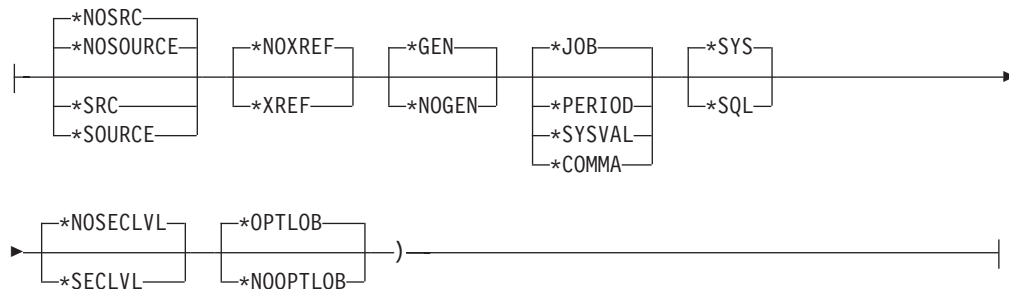 *NOSRC
*NOSOURCE *NOXREF *GEN *JOB *SYS
*SRC *XREF *NOGEN *PERIOD *SQL
*SOURCE *SYSVAL
*COMMA
*NOSECLVL *OPTLOB
)
*SECLVL *NOOPTLOB